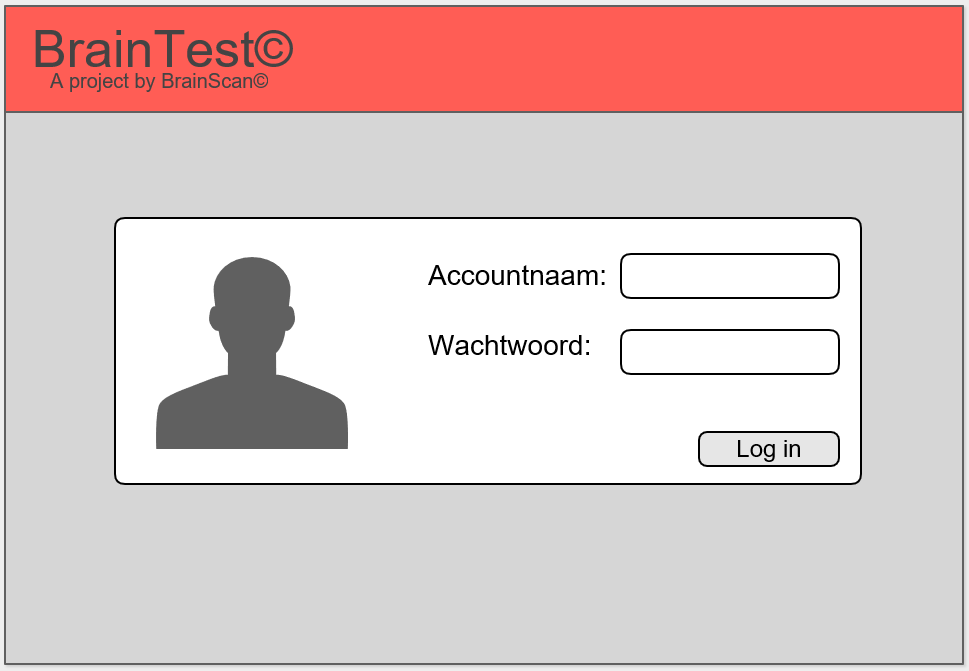 BrainTest©
A project by BrainScan©
Accountnaam:
Wachtwoord:
Log in